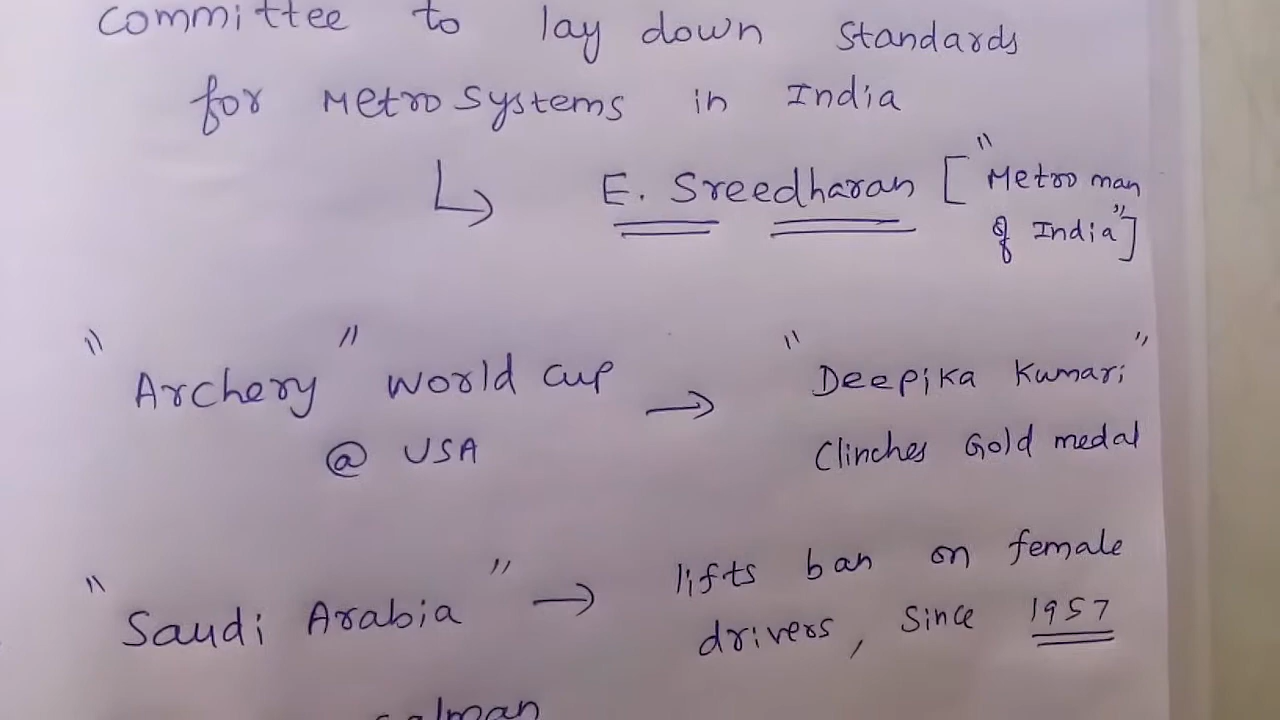 committee to lay down standards
for Metro systems in India
E. Sreedharan ["Metro man
of India"]
"Archery" world cup → "Deepika Kumari"
@ USA Clinches Gold medal
"Saudi Arabia" → lifts ban on female
drivers, since 1957
salman